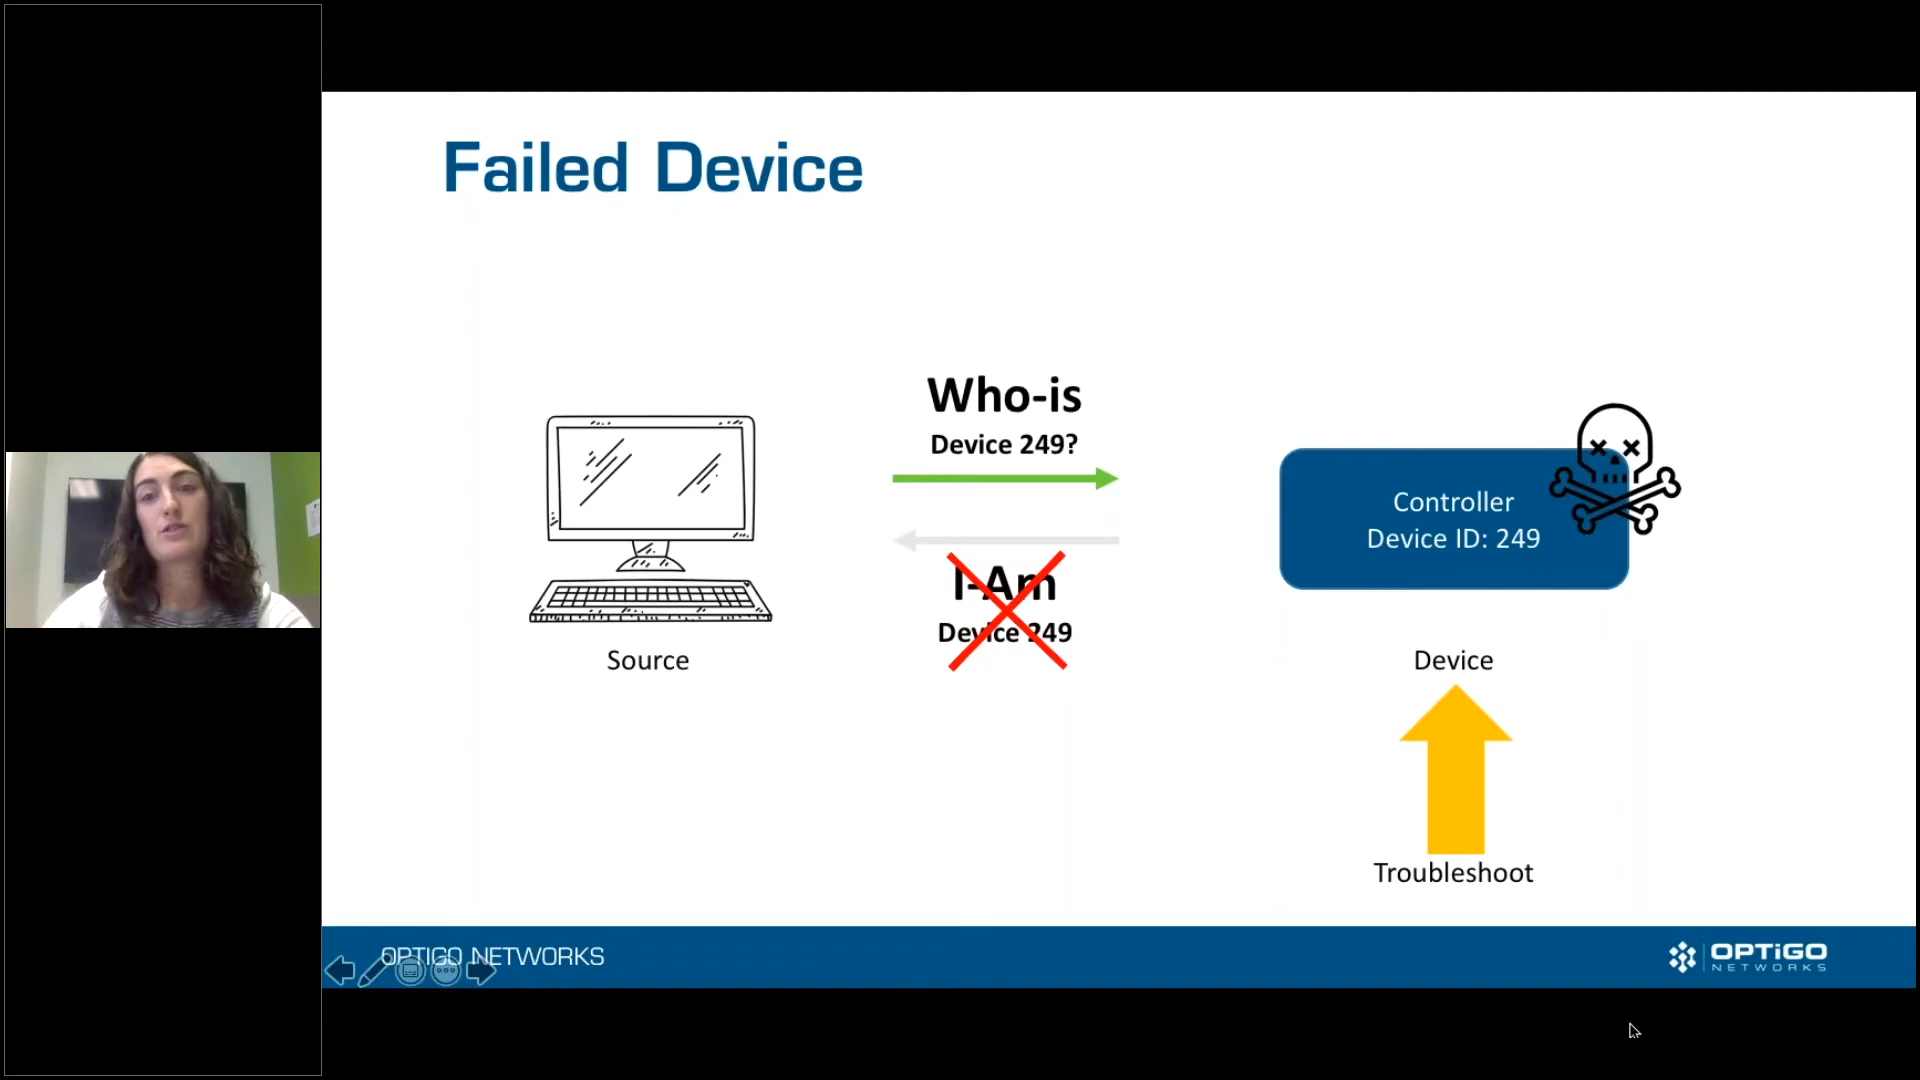 Failed Device
Who-is
Device 249?
I-Am
Device 249
Source
Controller
Device ID: 249
Device
Troubleshoot
OPTIGO NETWORKS
OPTiGO
NETWORKS